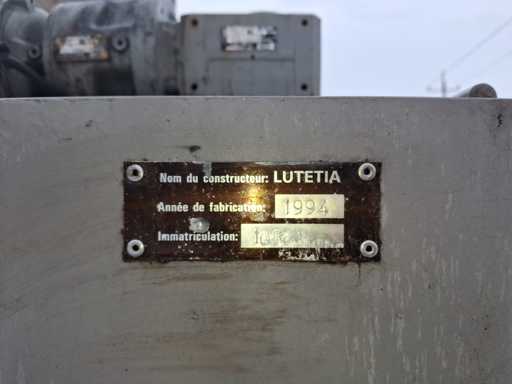 Nom du constructeur: LUTETIA
Année de fabrication: 1994
Immatriculation: